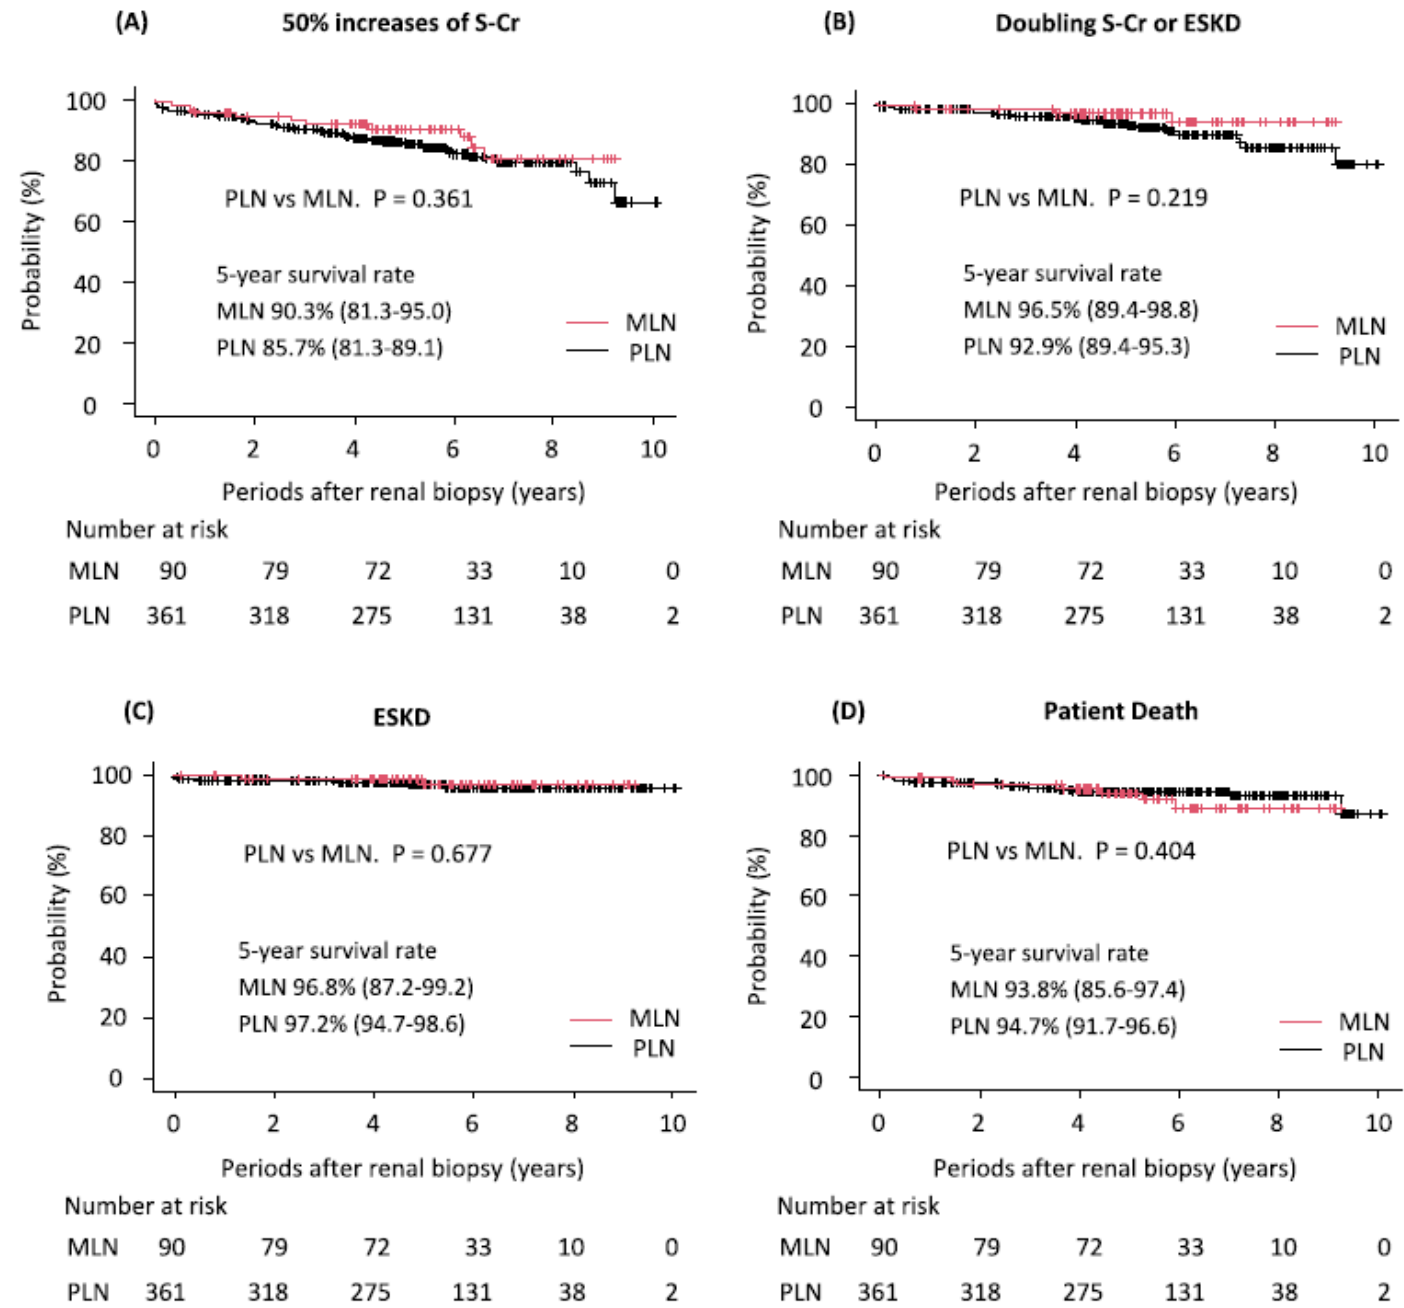 (A) 50% increases of S-Cr
100
80
60
40
20
0
Probability (%)
PLN vs MLN. P = 0.361
5-year survival rate
MLN 90.3% (81.3-95.0)
PLN 85.7% (81.3-89.1)
MLN
PLN
0 2 4 6 8 10
Periods after renal biopsy (years)
Number at risk
MLN 90 79 72 33 10 0
PLN 361 318 275 131 38 2
(B) Doubling S-Cr or ESKD
100
80
60
40
20
0
Probability (%)
PLN vs MLN. P = 0.219
5-year survival rate
MLN 96.5% (89.4-98.8)
PLN 92.9% (89.4-95.3)
MLN
PLN
0 2 4 6 8 10
Periods after renal biopsy (years)
Number at risk
MLN 90 79 72 33 10 0
PLN 361 318 275 131 38 2
(C) ESKD
100
80
60
40
20
0
Probability (%)
PLN vs MLN. P = 0.677
5-year survival rate
MLN 96.8% (87.2-99.2)
PLN 97.2% (94.7-98.6)
MLN
PLN
0 2 4 6 8 10
Periods after renal biopsy (years)
Number at risk
MLN 90 79 72 33 10 0
PLN 361 318 275 131 38 2
(D) Patient Death
100
80
60
40
20
0
Probability (%)
PLN vs MLN. P = 0.404
5-year survival rate
MLN 93.8% (85.6-97.4)
PLN 94.7% (91.7-96.6)
MLN
PLN
0 2 4 6 8 10
Periods after renal biopsy (years)
Number at risk
MLN 90 79 72 33 10 0
PLN 361 318 275 131 38 2